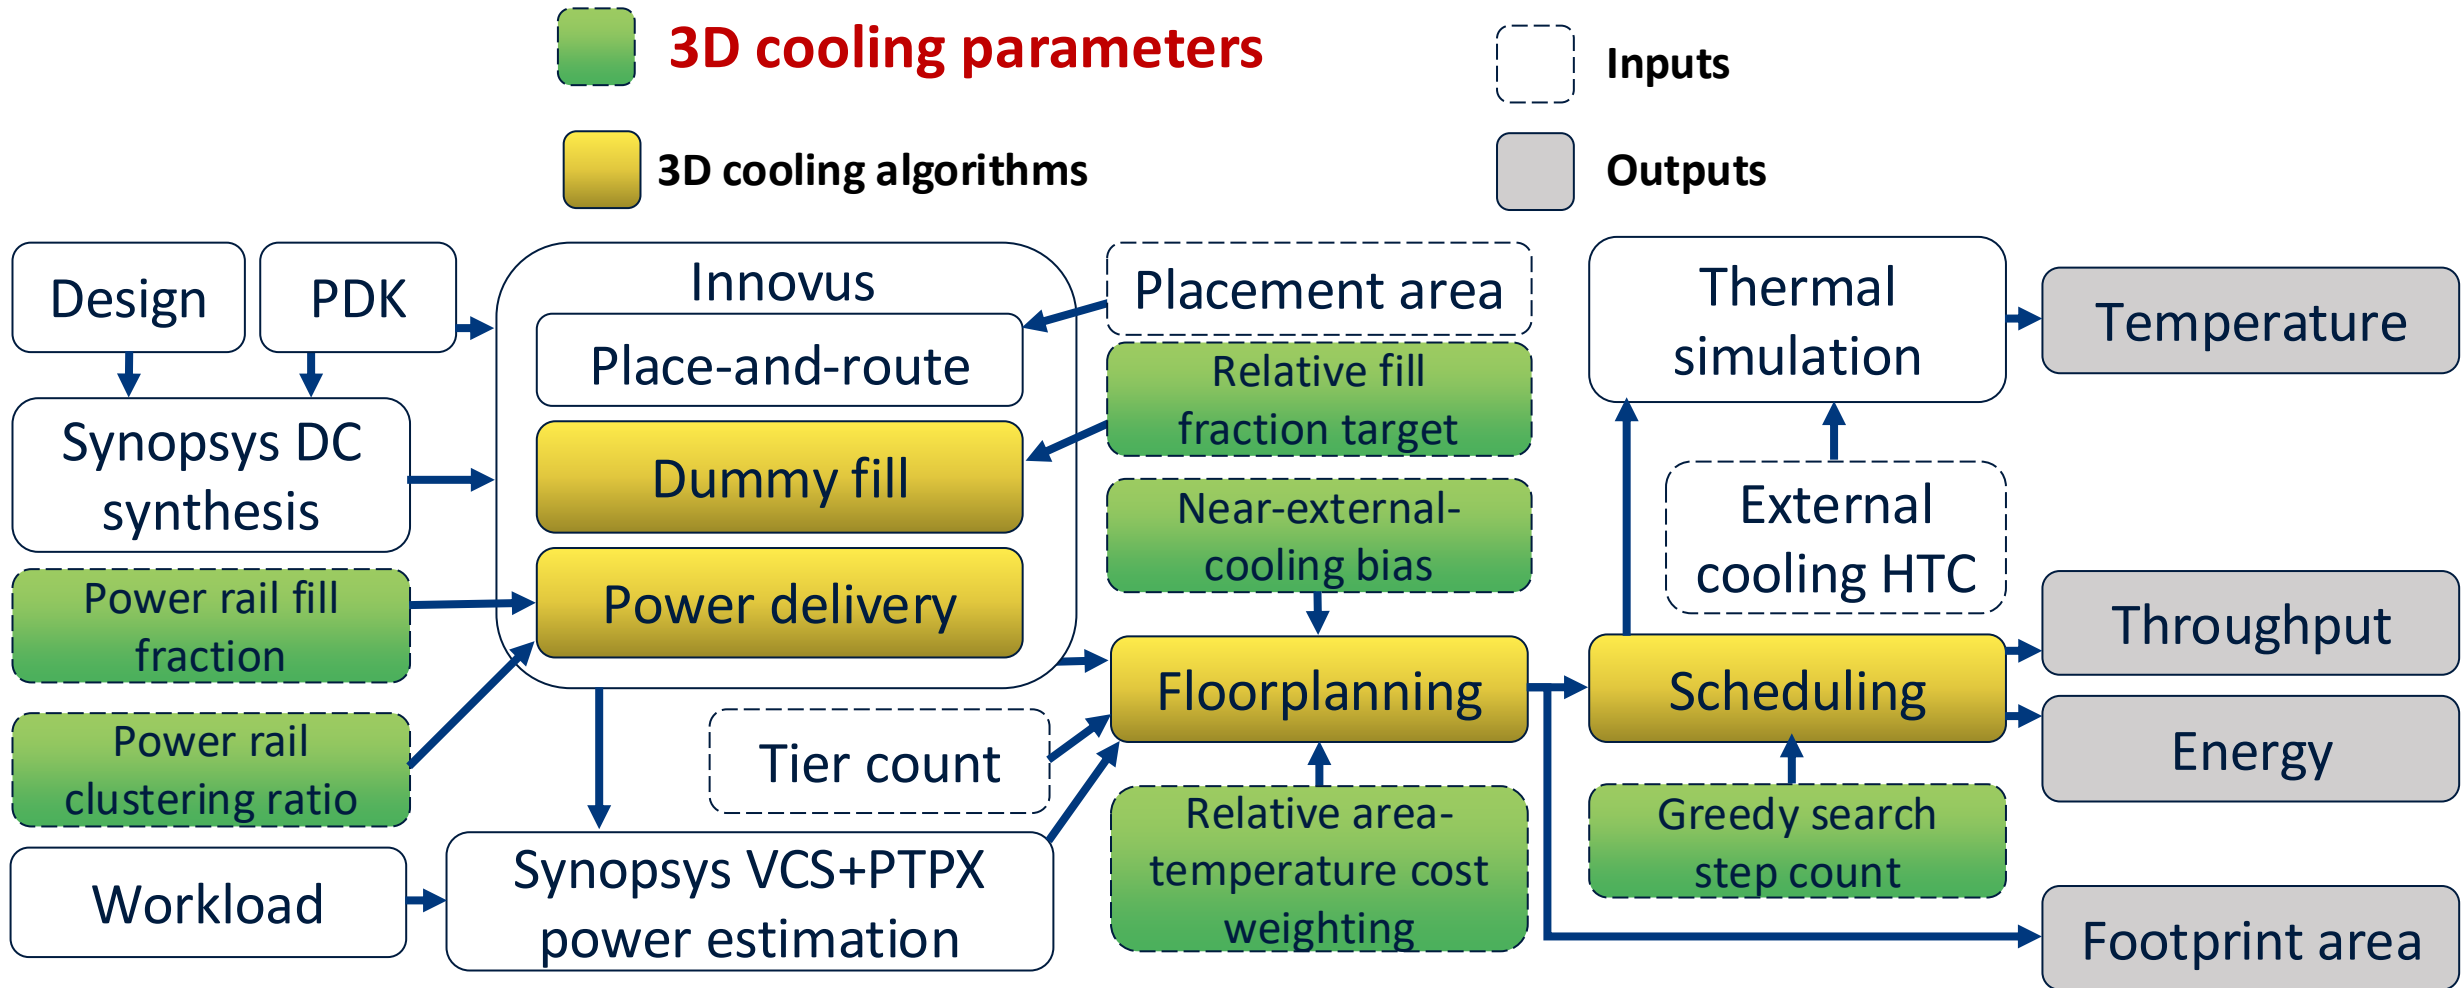 3D cooling parameters
Inputs
3D cooling algorithms
Outputs
Design
PDK
Innovus
Place-and-route
Dummy fill
Power delivery
Placement area
Relative fill
fraction target
Near-external-
cooling bias
Thermal
simulation
Temperature
Synopsys DC
synthesis
External
cooling HTC
Power rail fill
fraction
Throughput
Floorplanning
Scheduling
Power rail
clustering ratio
Tier count
Energy
Relative area-
temperature cost
weighting
Greedy search
step count
Workload
Synopsys VCS+PTPX
power estimation
Footprint area